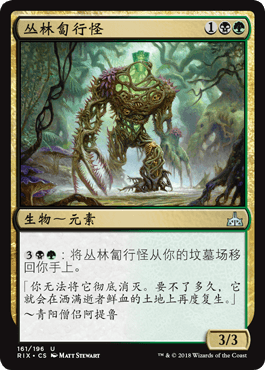 丛林匍行怪 1
生物～元素
3：将丛林匍行怪从你的坟墓场移
回你手上。
「你无法将它彻底消灭。要不了多久，它
就会在洒满逝者鲜血的土地上再度复生。」
～青阳僧侣阿提鲁
3/3
161/196 U
RIX • CS MATT STEWART
™ & © 2018 Wizards of the Coast